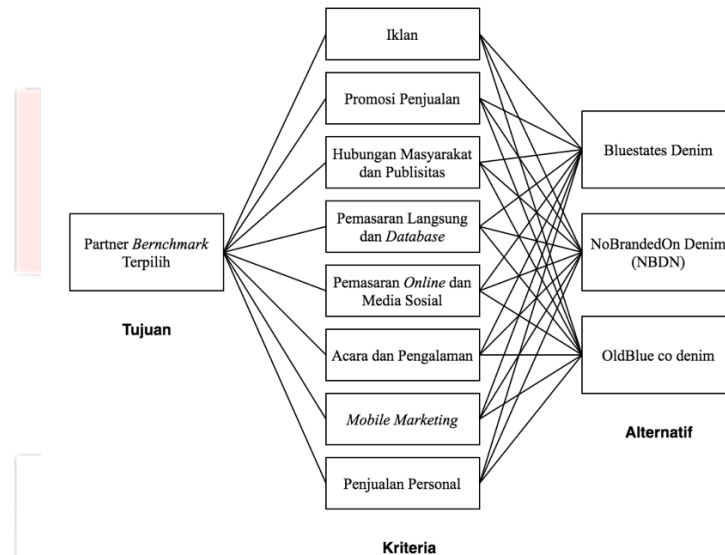 Partner Bernchmark
Terpilih
Tujuan
Iklan
Promosi Penjualan
Hubungan Masyarakat
dan Publisitas
Pemasaran Langsung
dan Database
Pemasaran Online dan
Media Sosial
Acara dan Pengalaman
Mobile Marketing
Penjualan Personal
Kriteria
Bluestates Denim
NoBrandedOn Denim
(NBDN)
OldBlue co denim
Alternatif